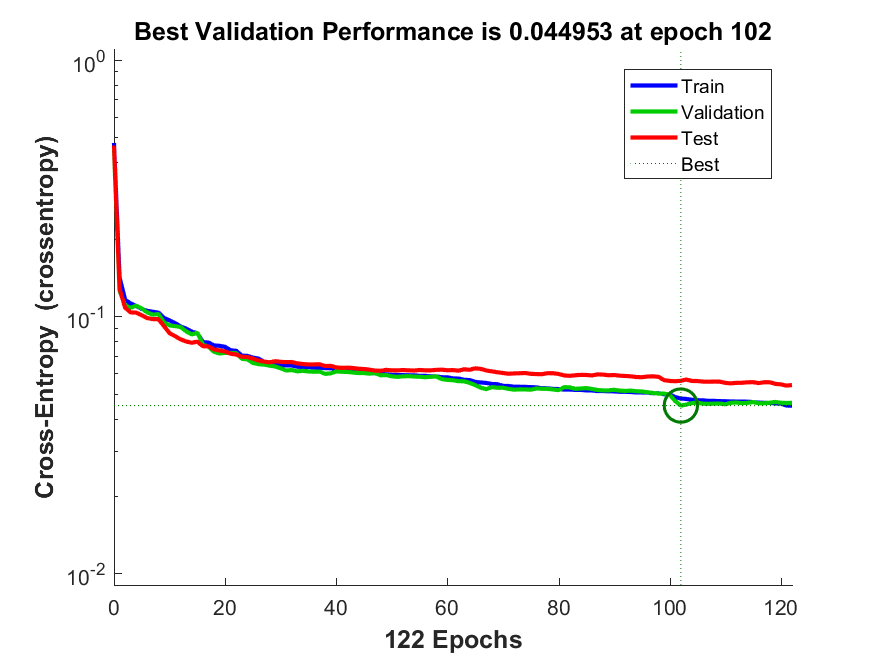 Best Validation Performance is 0.044953 at epoch 102
10^0
10^-1
10^-2
Cross-Entropy (crossentropy)
Train
Validation
Test
Best
0 20 40 60 80 100 120
122 Epochs